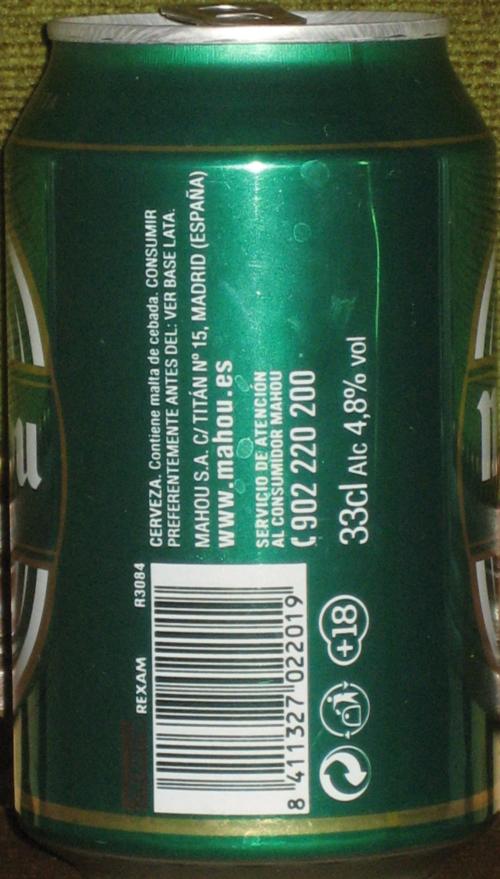 CERVEZA. Contiene malta de cebada. CONSUMIR
PREFERENTEMENTE ANTES DEL: VER BASE LATA.
MAHOU S.A. C/ TITÁN Nº 15, MADRID (ESPAÑA)
www.mahou.es
SERVICIO DE ATENCIÓN
AL CONSUMIDOR MAHOU
902 220 200
33cl Alc 4,8% vol
REXAM R3084
8 411327 022019
+18
u